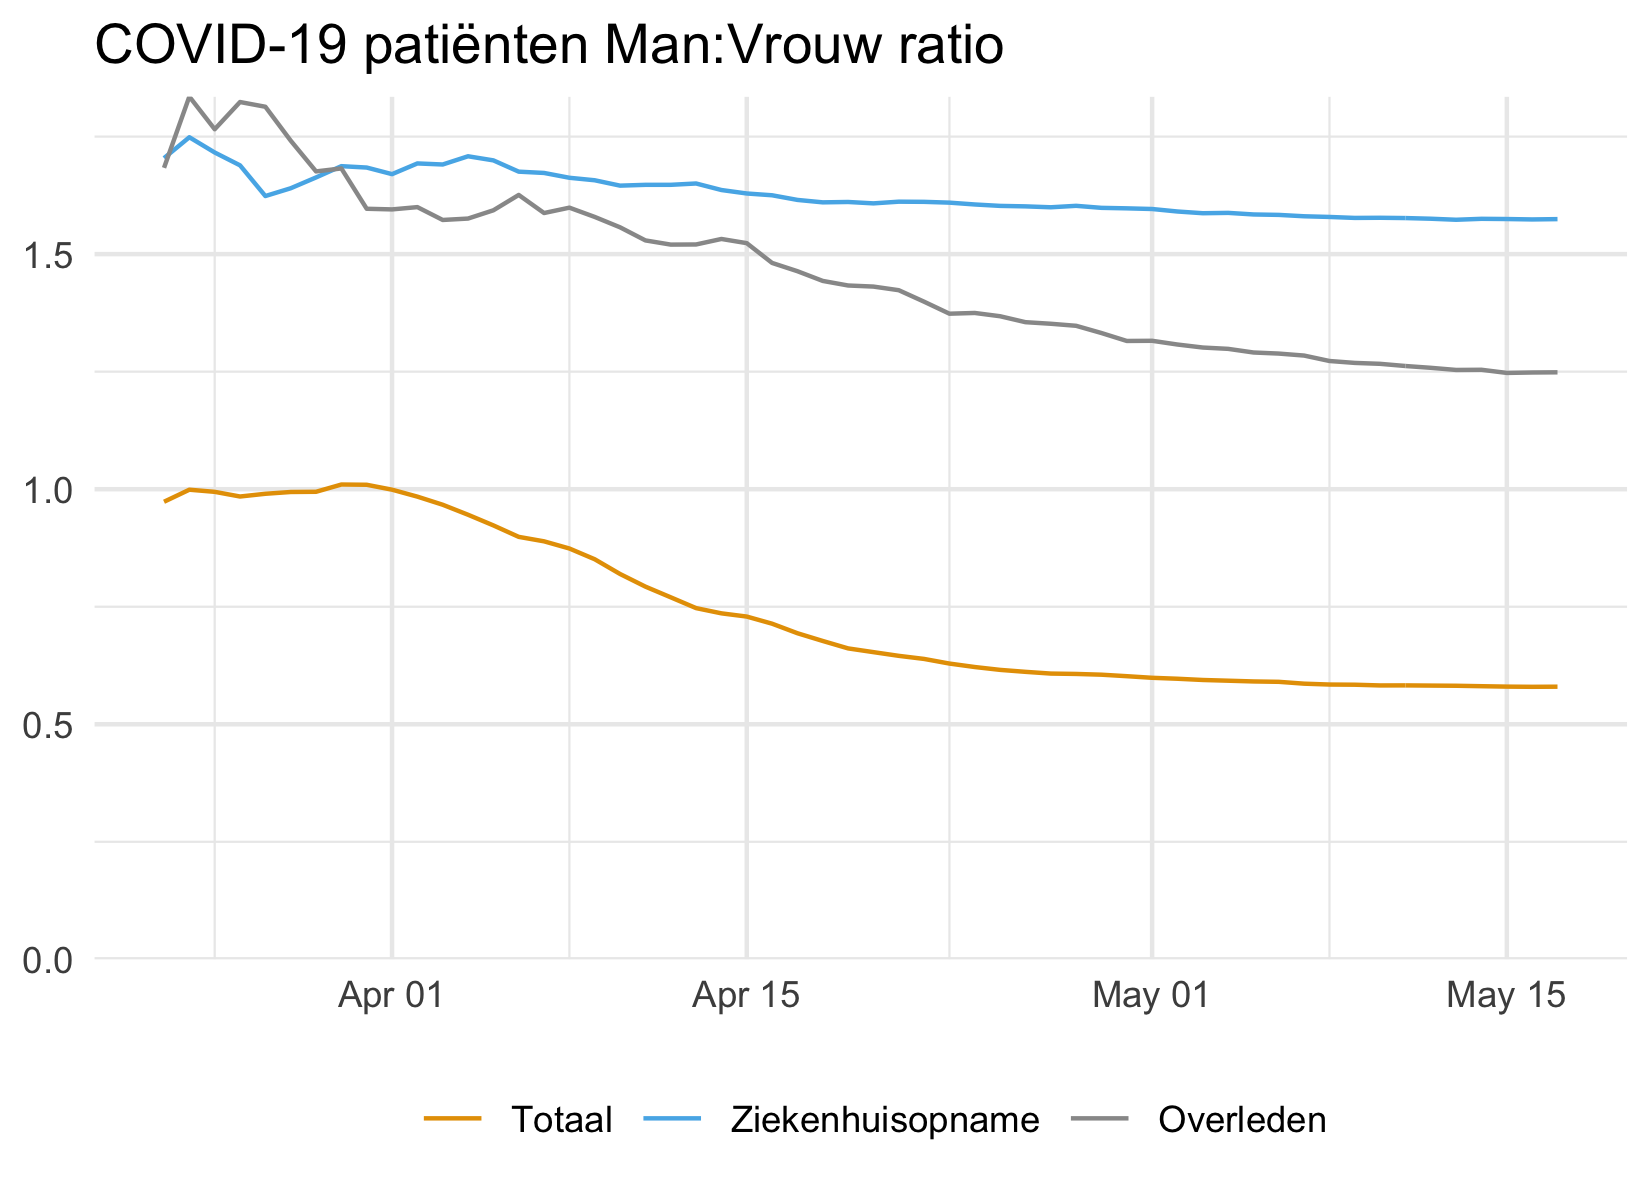 COVID-19 patiënten Man:Vrouw ratio
1.5
1.0
0.5
0.0
Apr 01 Apr 15 May 01 May 15
Totaal Ziekenhuisopname Overleden